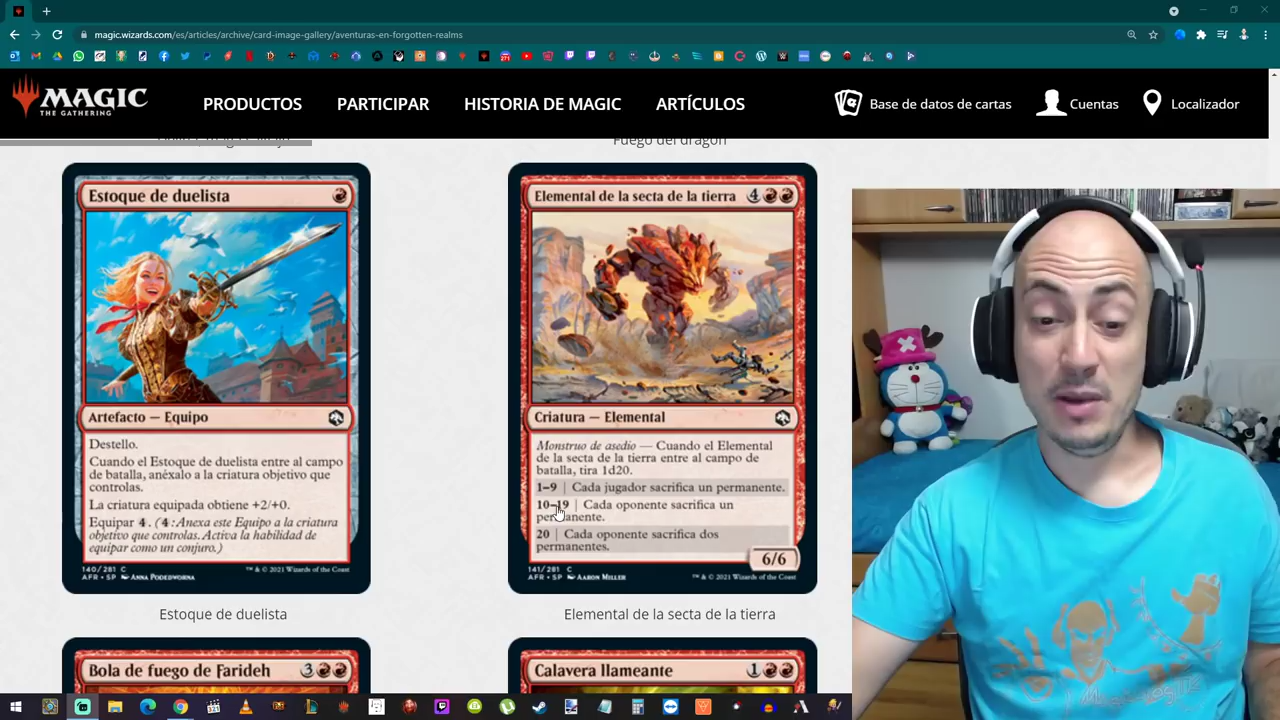 magic.wizards.com/es/articles/archive/card-image-gallery/aventuras-en-forgotten-realms
MAGIC
THE GATHERING
PRODUCTOS
PARTICIPAR
HISTORIA DE MAGIC
ARTÍCULOS
Base de datos de cartas
Cuentas
Localizador
Fuego del dragón
Estoque de duelista
Artefacto — Equipo
Destello.
Cuando el Estoque de duelista entre al campo
de batalla, anéxalo a la criatura objetivo que
controlas.
La criatura equipada obtiene +2/+0.
Equipar 4. (4: Anexa este Equipo a la criatura
objetivo que controlas. Activa la habilidad de
equipar como un conjuro.)
140/281 C
AFR • SP ANNA PODEDWORNA
™ & © 2021 Wizards of the Coast
Estoque de duelista
Elemental de la secta de la tierra 4
Criatura — Elemental
Monstruo de asedio — Cuando el Elemental
de la secta de la tierra entre al campo de
batalla, tira 1d20.
1–9 | Cada jugador sacrifica un permanente.
10–19 | Cada oponente sacrifica un
permanente.
20 | Cada oponente sacrifica dos
permanentes.
6/6
141/281 C
AFR • SP AARON MILLER
™ & © 2021 Wizards of the Coast
Elemental de la secta de la tierra
Bola de fuego de Farideh 3
Calavera llameante 1